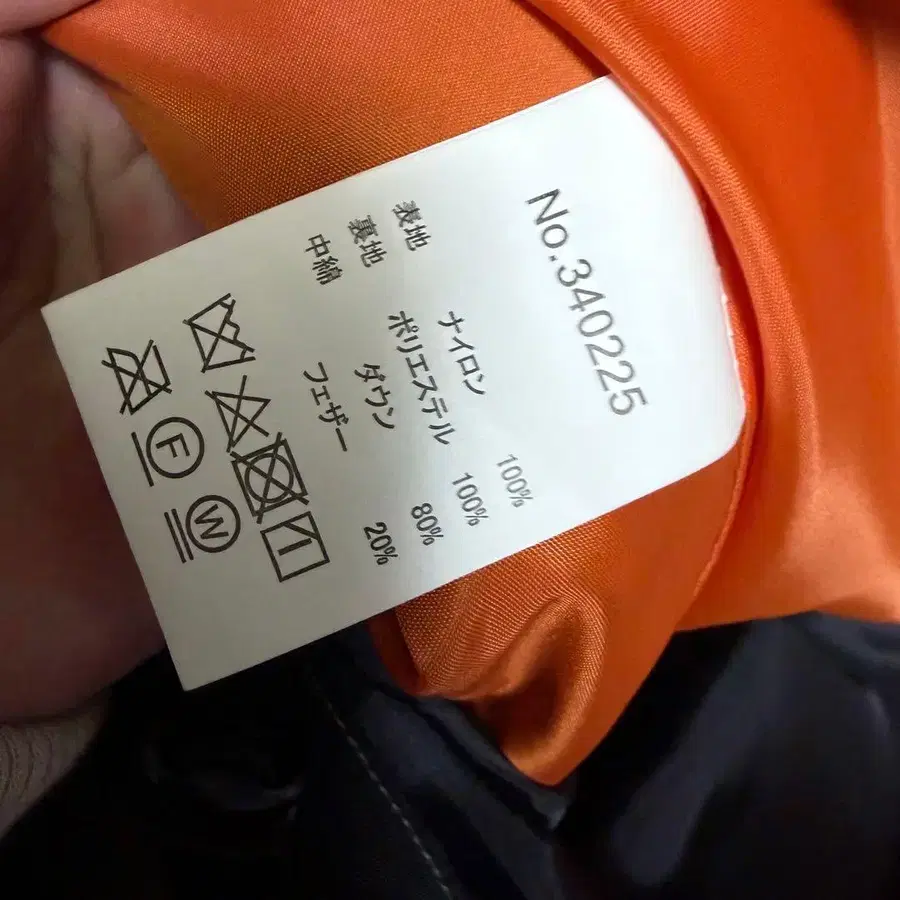 No.340225
表地 ナイロン 100%
裏地 ポリエステル 100%
中綿 ダウン 80%
フェザー 20%
F
W